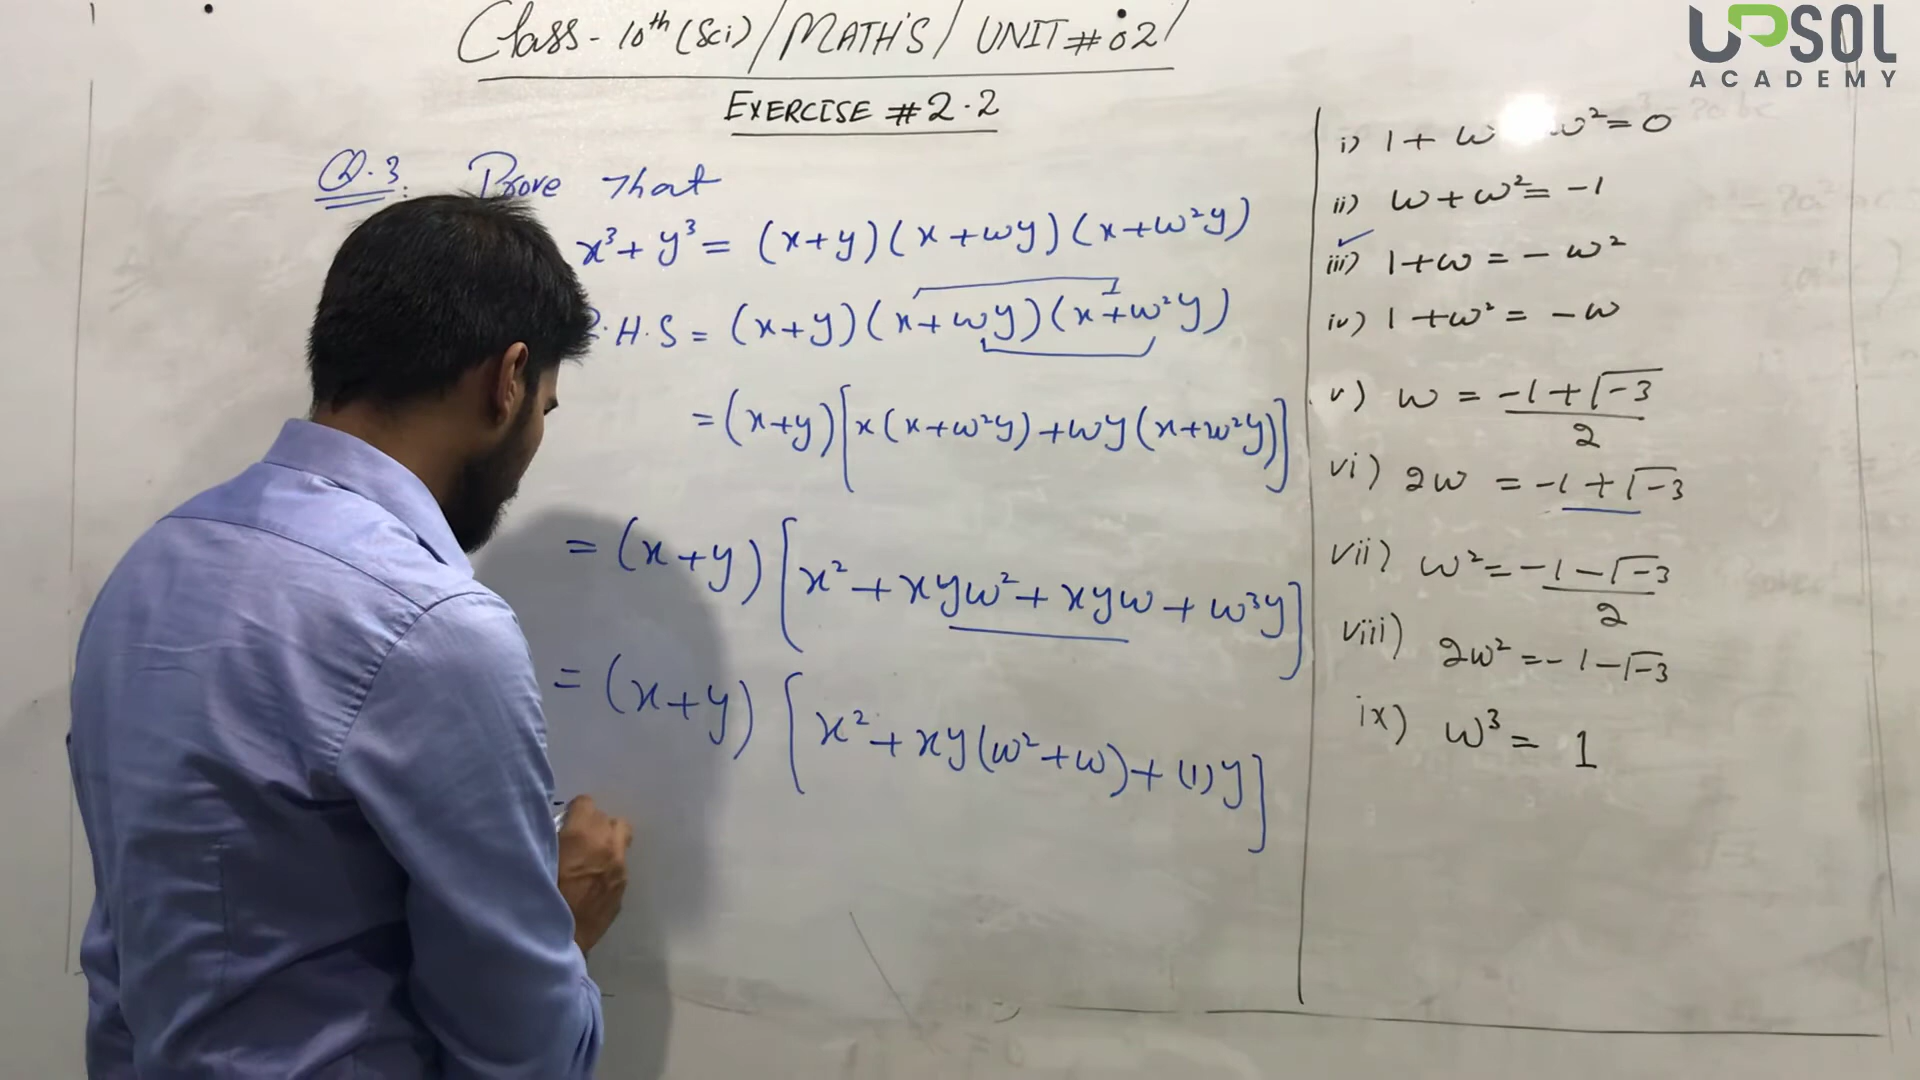 Class - 10th (Sci) / MATH'S / UNIT # 02 /
EXERCISE # 2.2
Q.3: Prove That
x³ + y³ = (x+y)(x+ωy)(x+ω²y)
.H.S = (x+y)(x+ωy)(x+ω²y)
= (x+y)[x(x+ω²y)+ωy(x+ω²y)]
= (x+y)[x²+xyω²+xyω+ω³y]
= (x+y)[x²+xy(ω²+ω)+(1)y]
i) 1 + ω ω² = 0
ii) ω + ω² = -1
iii) 1 + ω = - ω²
iv) 1 + ω² = - ω
v) ω = (-1 + √-3) / 2
vi) 2ω = -1 + √-3
vii) ω² = (-1 - √-3) / 2
viii) 2ω² = -1 - √-3
ix) ω³ = 1
UPSOL
ACADEMY